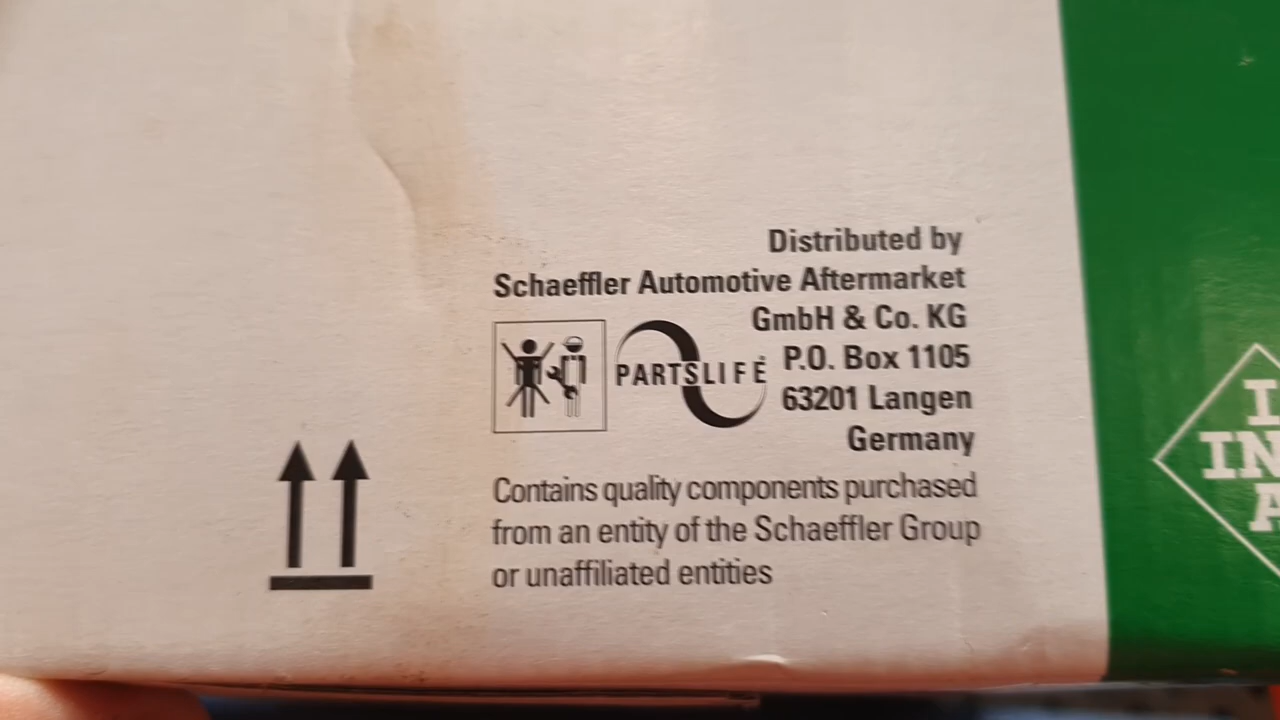 Distributed by
Schaeffler Automotive Aftermarket
GmbH & Co. KG
PARTSLIFE
P.O. Box 1105
63201 Langen
Germany
Contains quality components purchased
from an entity of the Schaeffler Group
or unaffiliated entities